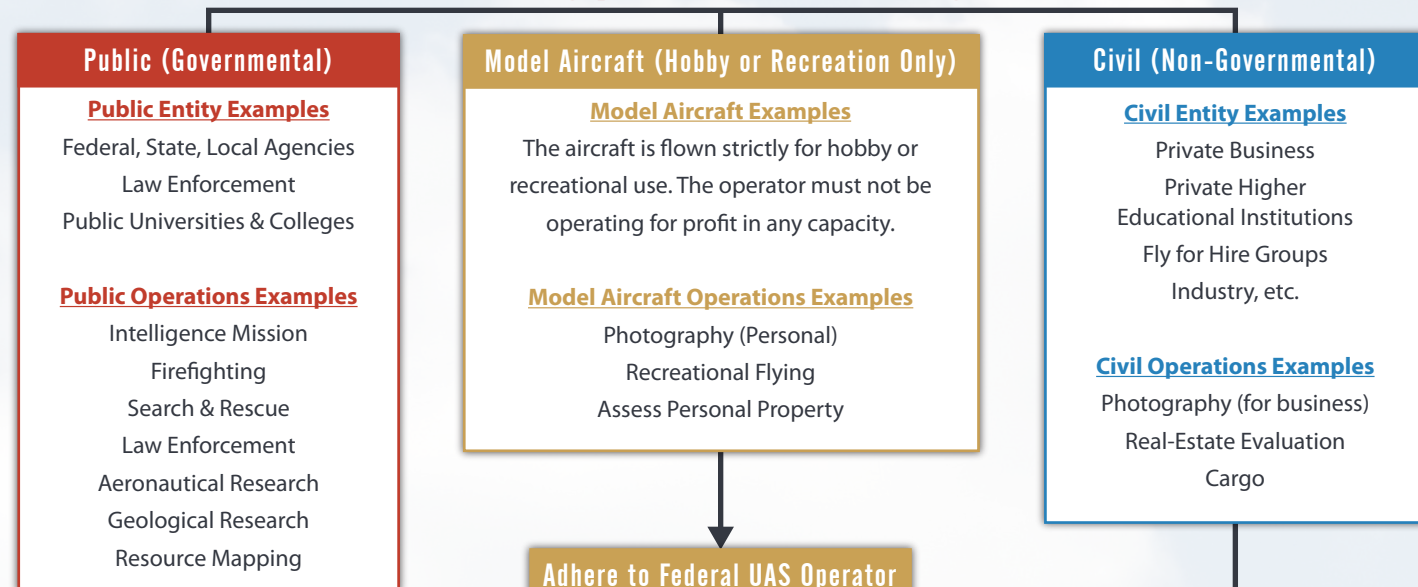 Public (Governmental)
Public Entity Examples
Federal, State, Local Agencies
Law Enforcement
Public Universities & Colleges
Public Operations Examples
Intelligence Mission
Firefighting
Search & Rescue
Law Enforcement
Aeronautical Research
Geological Research
Resource Mapping
Model Aircraft (Hobby or Recreation Only)
Model Aircraft Examples
The aircraft is flown strictly for hobby or
recreational use. The operator must not be
operating for profit in any capacity.
Model Aircraft Operations Examples
Photography (Personal)
Recreational Flying
Assess Personal Property
Adhere to Federal UAS Operator
Civil (Non-Governmental)
Civil Entity Examples
Private Business
Private Higher
Educational Institutions
Fly for Hire Groups
Industry, etc.
Civil Operations Examples
Photography (for business)
Real-Estate Evaluation
Cargo